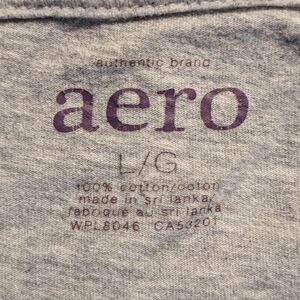 authentic brand
aero
L/G
100% cotton/coton
made in sri lanka
fabriqué au sri lanka
WPL8046 CA53201